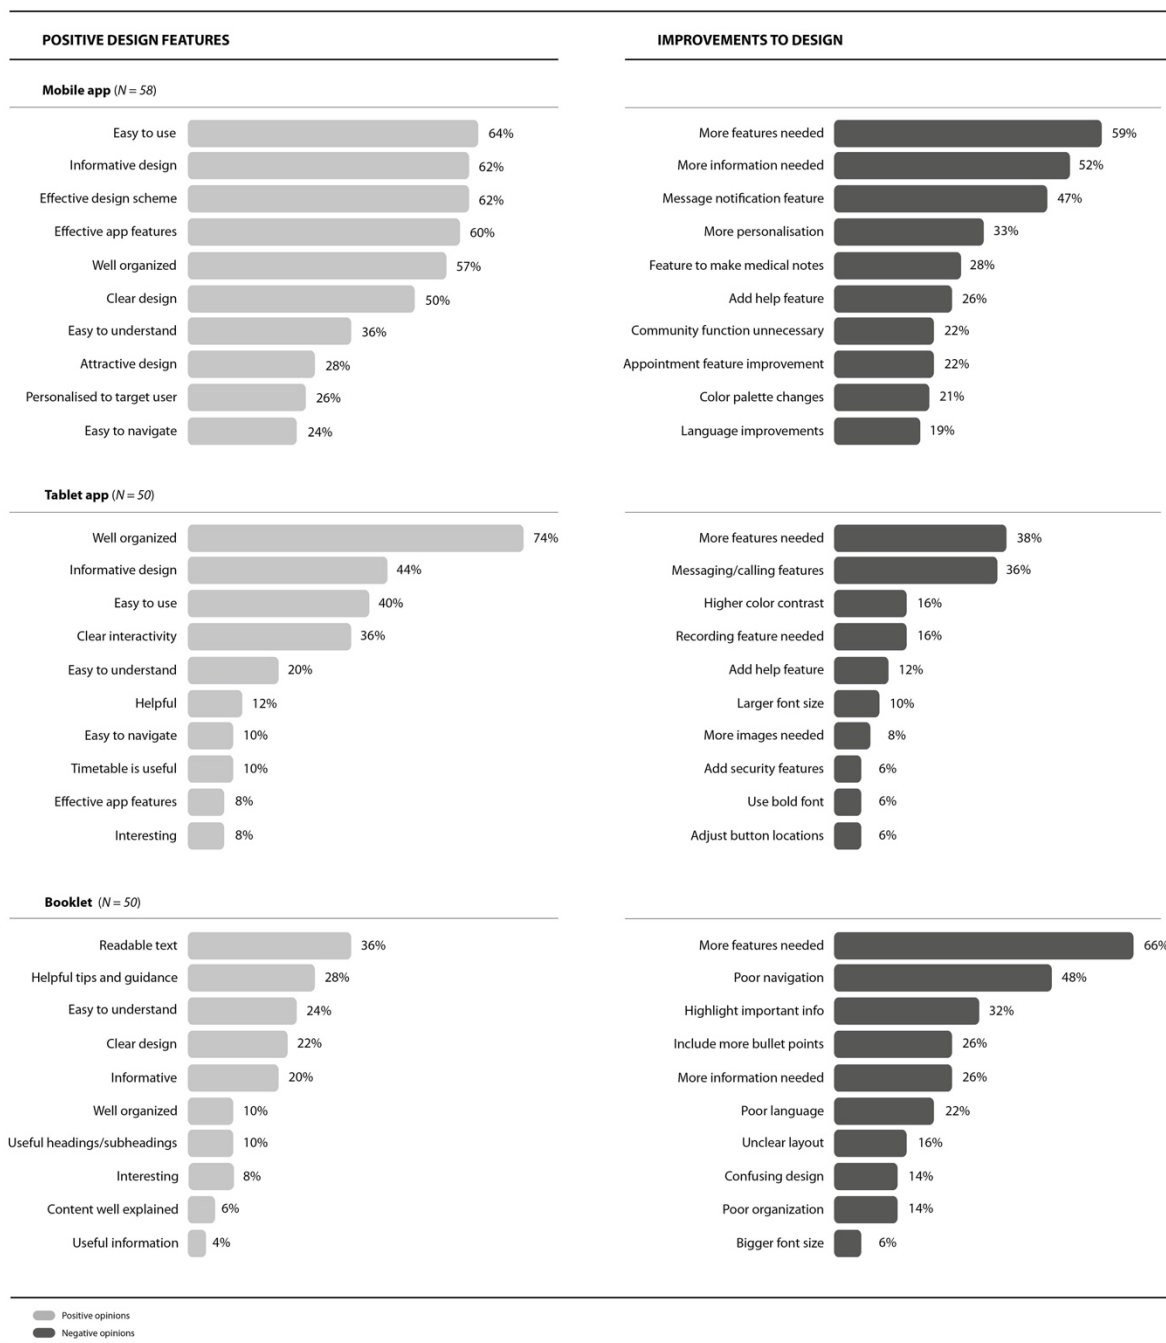 POSITIVE DESIGN FEATURES
IMPROVEMENTS TO DESIGN
Mobile app (N = 58)
Easy to use 64%
Informative design 62%
Effective design scheme 62%
Effective app features 60%
Well organized 57%
Clear design 50%
Easy to understand 36%
Attractive design 28%
Personalised to target user 26%
Easy to navigate 24%
More features needed 59%
More information needed 52%
Message notification feature 47%
More personalisation 33%
Feature to make medical notes 28%
Add help feature 26%
Community function unnecessary 22%
Appointment feature improvement 22%
Color palette changes 21%
Language improvements 19%
Tablet app (N = 50)
Well organized 74%
Informative design 44%
Easy to use 40%
Clear interactivity 36%
Easy to understand 20%
Helpful 12%
Easy to navigate 10%
Timetable is useful 10%
Effective app features 8%
Interesting 8%
More features needed 38%
Messaging/calling features 36%
Higher color contrast 16%
Recording feature needed 16%
Add help feature 12%
Larger font size 10%
More images needed 8%
Add security features 6%
Use bold font 6%
Adjust button locations 6%
Booklet (N = 50)
Readable text 36%
Helpful tips and guidance 28%
Easy to understand 24%
Clear design 22%
Informative 20%
Well organized 10%
Useful headings/subheadings 10%
Interesting 8%
Content well explained 6%
Useful information 4%
More features needed 66%
Poor navigation 48%
Highlight important info 32%
Include more bullet points 26%
More information needed 26%
Poor language 22%
Unclear layout 16%
Confusing design 14%
Poor organization 14%
Bigger font size 6%
Positive opinions
Negative opinions